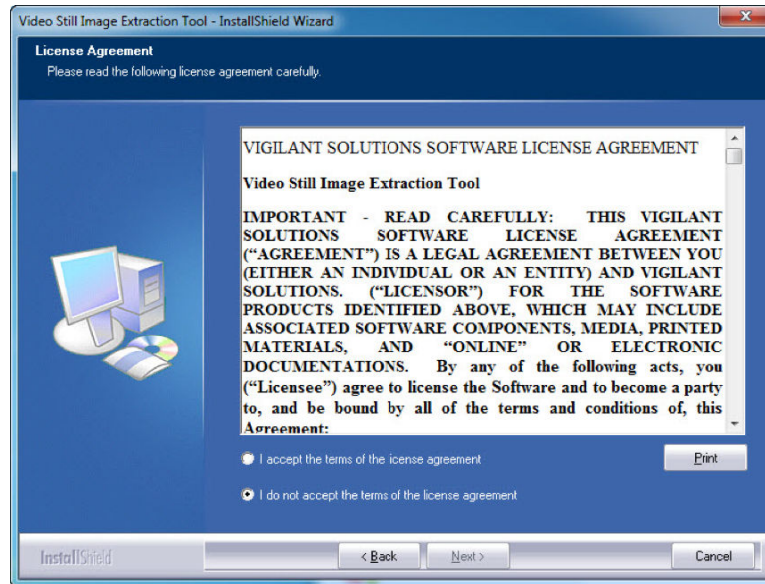 Video Still Image Extraction Tool - InstallShield Wizard
License Agreement
Please read the following license agreement carefully.
VIGILANT SOLUTIONS SOFTWARE LICENSE AGREEMENT
Video Still Image Extraction Tool
IMPORTANT - READ CAREFULLY: THIS VIGILANT
SOLUTIONS SOFTWARE LICENSE AGREEMENT
(“AGREEMENT”) IS A LEGAL AGREEMENT BETWEEN YOU
(EITHER AN INDIVIDUAL OR AN ENTITY) AND VIGILANT
SOLUTIONS. (“LICENSOR”) FOR THE SOFTWARE
PRODUCTS IDENTIFIED ABOVE, WHICH MAY INCLUDE
ASSOCIATED SOFTWARE COMPONENTS, MEDIA, PRINTED
MATERIALS, AND “ONLINE” OR ELECTRONIC
DOCUMENTATIONS. By any of the following acts, you
(“Licensee”) agree to license the Software and to become a party
to, and be bound by all of the terms and conditions of, this
Agreement:
I accept the terms of the icense agreement
Print
I do not accept the terms of the license agreement
InstallShield
< Back
Next >
Cancel